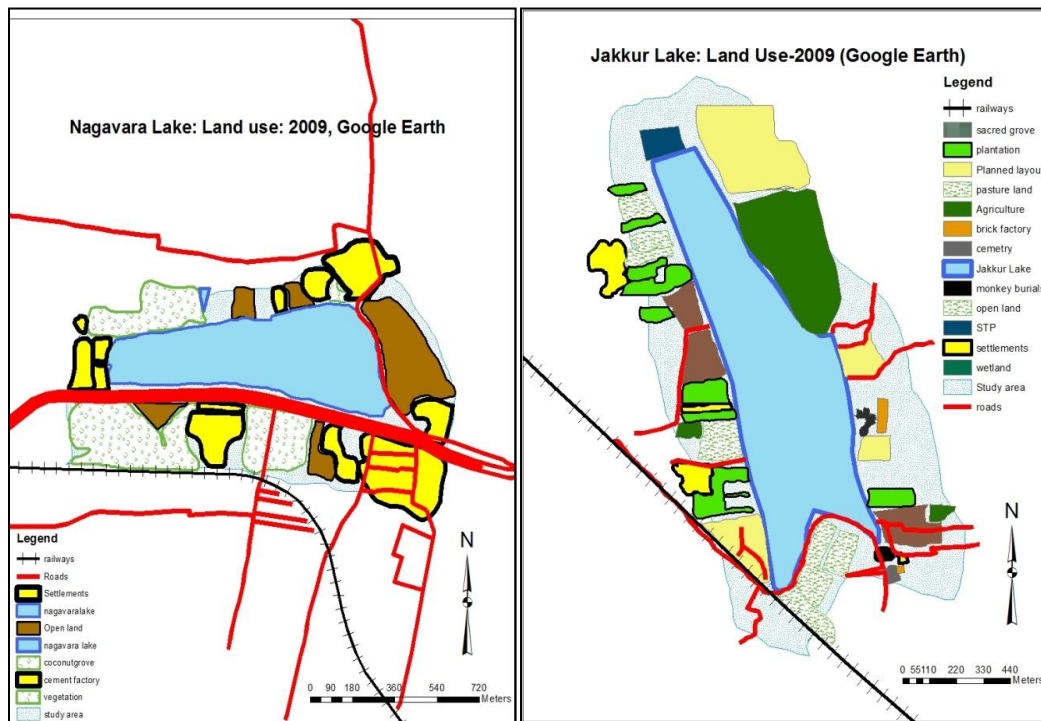 Nagavara Lake: Land use: 2009, Google Earth
N
Legend
railways
Roads
Settlements
nagavaralake
Open land
nagavara lake
coconutgrove
cement factory
vegetation
study area
0 90 180 360 540 720
Meters
Jakkur Lake: Land Use-2009 (Google Earth)
Legend
railways
sacred grove
plantation
Planned layou
pasture land
Agriculture
brick factory
cemetry
Jakkur Lake
monkey burials
open land
STP
settlements
wetland
Study area
roads
N
0 55110 220 330 440
Meters